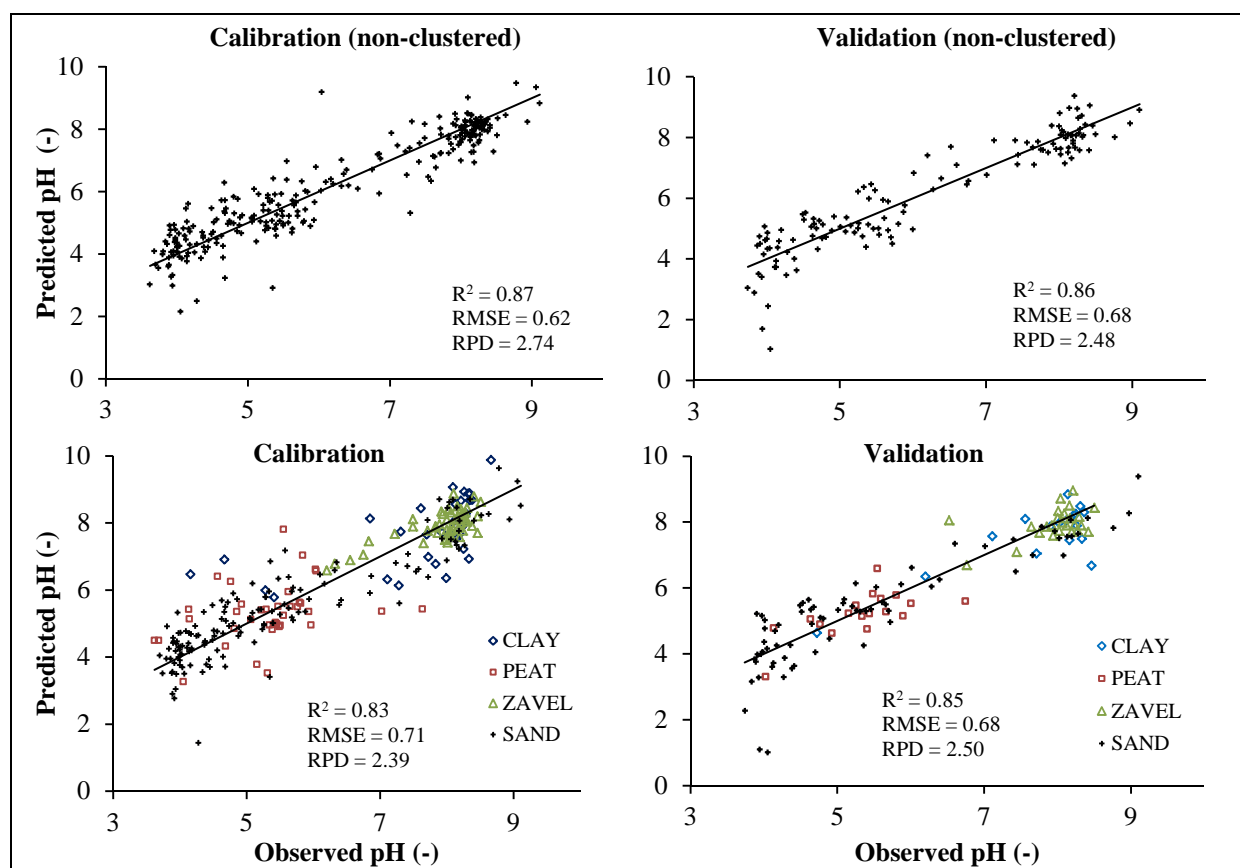 Calibration (non-clustered)
Predicted pH (-)
10
8
6
4
2
0
3
5
7
9
R² = 0.87
RMSE = 0.62
RPD = 2.74
Validation (non-clustered)
10
8
6
4
2
0
3
5
7
9
R² = 0.86
RMSE = 0.68
RPD = 2.48
Calibration
Predicted pH (-)
10
8
6
4
2
0
3
5
7
9
Observed pH (-)
R² = 0.83
RMSE = 0.71
RPD = 2.39
CLAY
PEAT
ZAVEL
SAND
Validation
10
8
6
4
2
0
3
5
7
9
Observed pH (-)
R² = 0.85
RMSE = 0.68
RPD = 2.50
CLAY
PEAT
ZAVEL
SAND